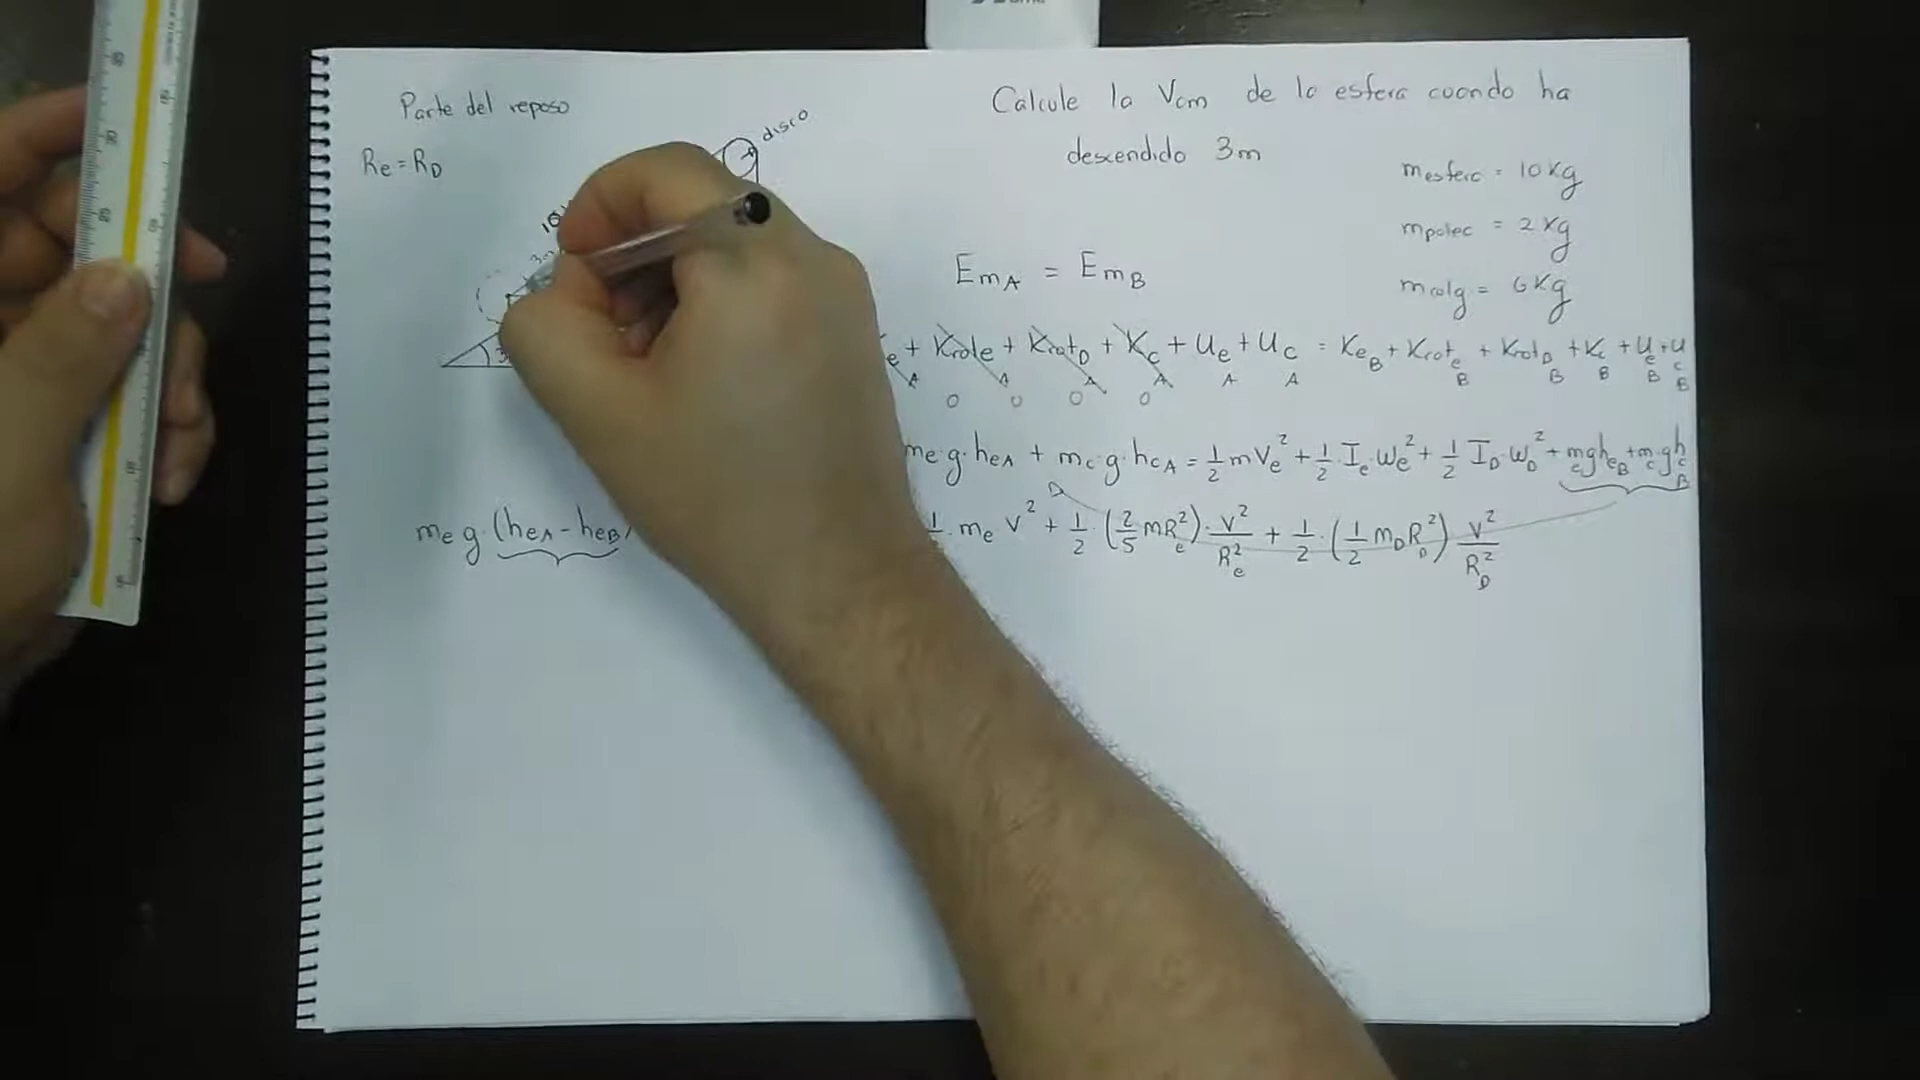 Parte del reposo
Re = RD
disco
Calcule la Vcm de la esfera cuando ha
descendido 3m
mesfera = 10 Kg
mpolea = 2 Kg
mcolg = 6 Kg
10
EmA = EmB
e + Krote + KrotD + Kc + Ue + Uc = KeB + Krote + KrotD + Kc + Ue + Uc
A A A A A A B B B B B
0 0 0 0
me·g·heA + mc·g·hcA = 1/2 mVe² + 1/2 Ie·We² + 1/2 ID·WD² + mgheB + mcghcB
me g·(heA - heB) 1/2·me V² + 1/2·(2/5 mRe²)·V²/Re² + 1/2·(1/2 mD RD²) V²/RD²